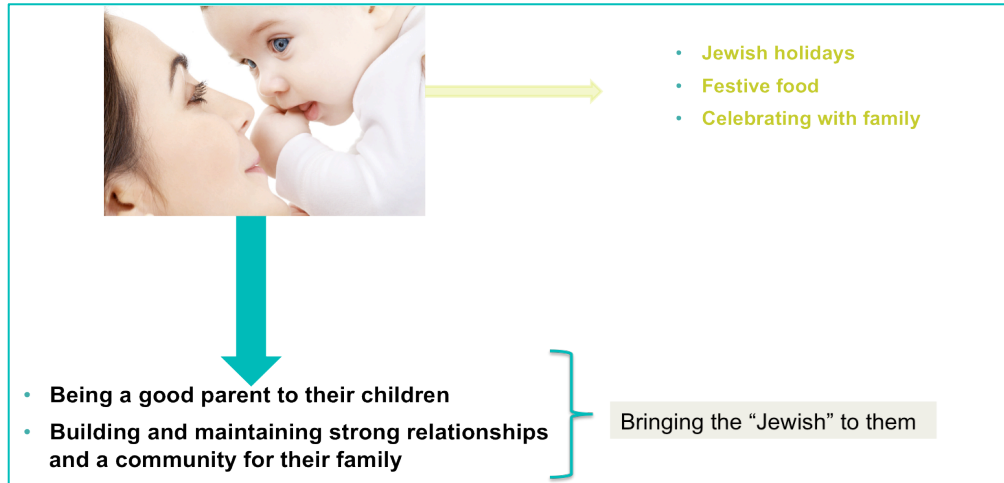 • Jewish holidays
• Festive food
• Celebrating with family
• Being a good parent to their children
• Building and maintaining strong relationships
and a community for their family
Bringing the “Jewish” to them